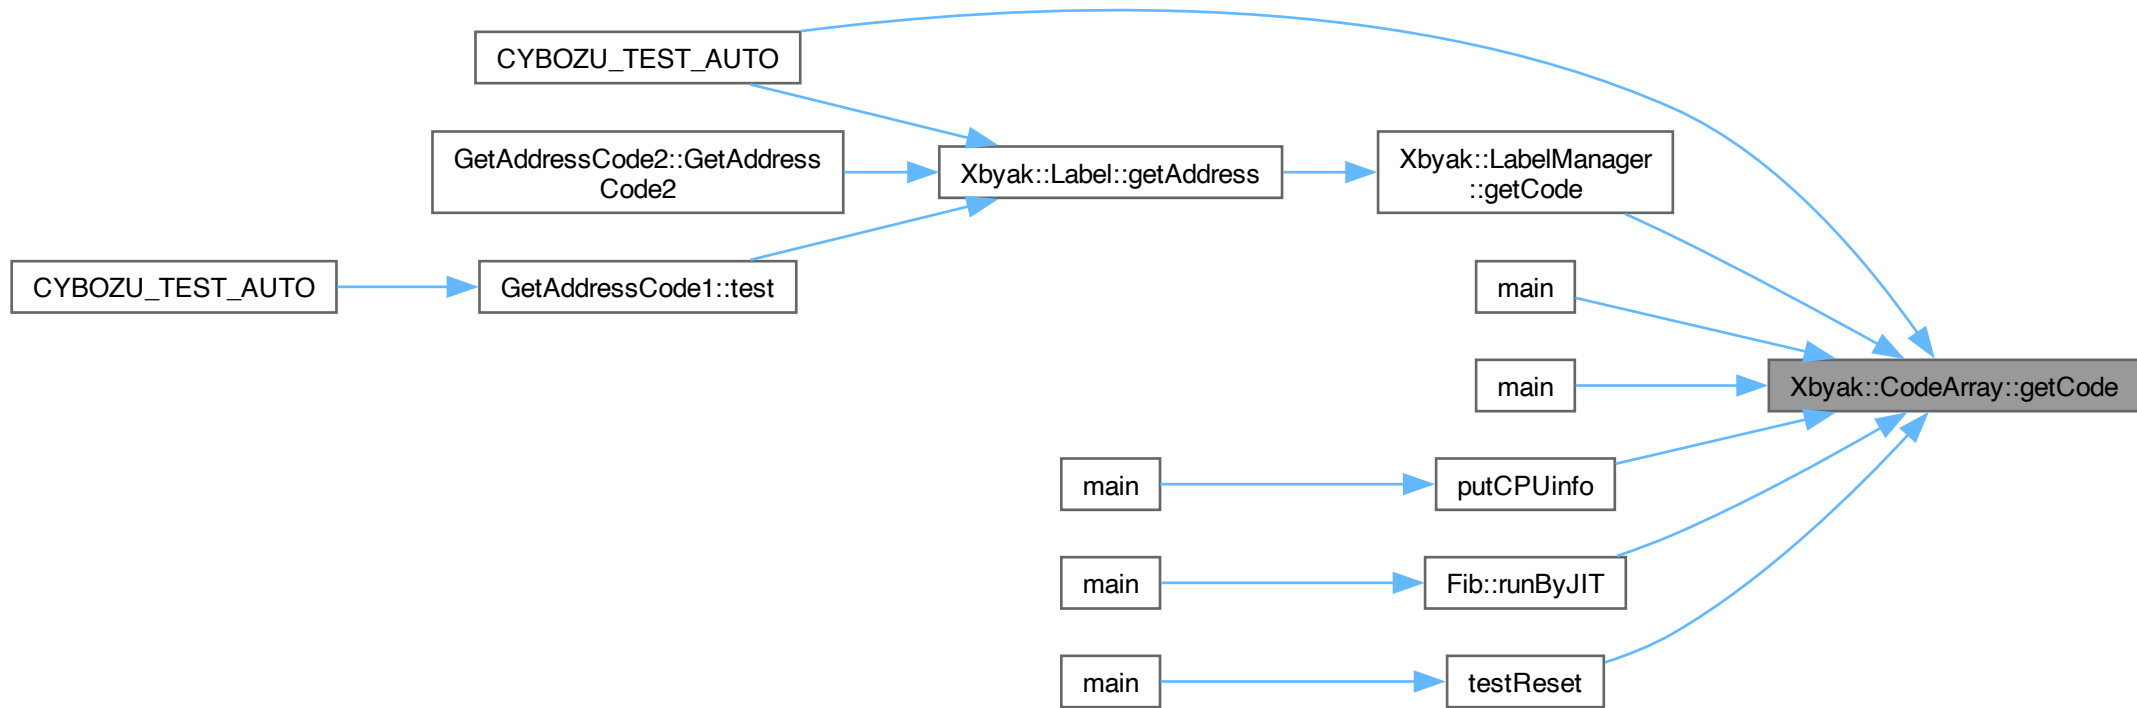 CYBOZU_TEST_AUTO
GetAddressCode2::GetAddress
Code2
Xbyak::Label::getAddress
Xbyak::LabelManager
::getCode
CYBOZU_TEST_AUTO
GetAddressCode1::test
main
main
Xbyak::CodeArray::getCode
main
putCPUinfo
main
Fib::runByJIT
main
testReset